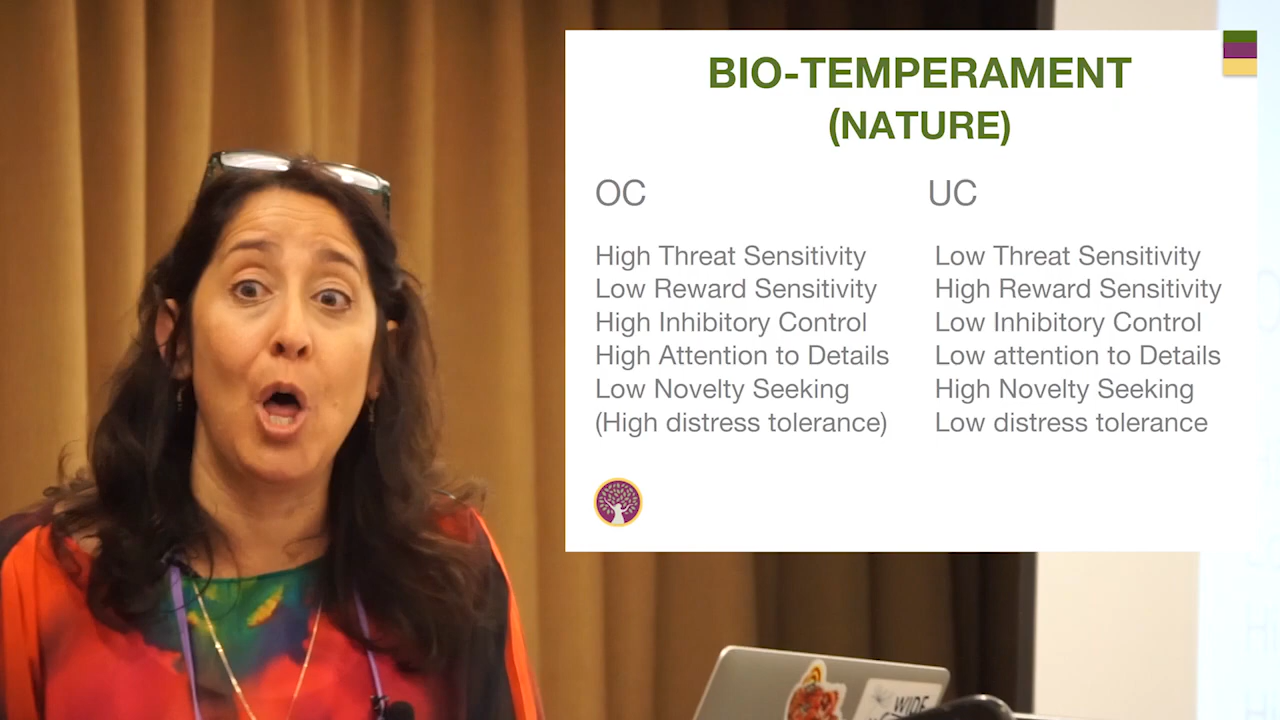 BIO-TEMPERAMENT
(NATURE)
OC
UC
High Threat Sensitivity
Low Threat Sensitivity
Low Reward Sensitivity
High Reward Sensitivity
High Inhibitory Control
Low Inhibitory Control
High Attention to Details
Low attention to Details
Low Novelty Seeking
High Novelty Seeking
(High distress tolerance)
Low distress tolerance
WIDE